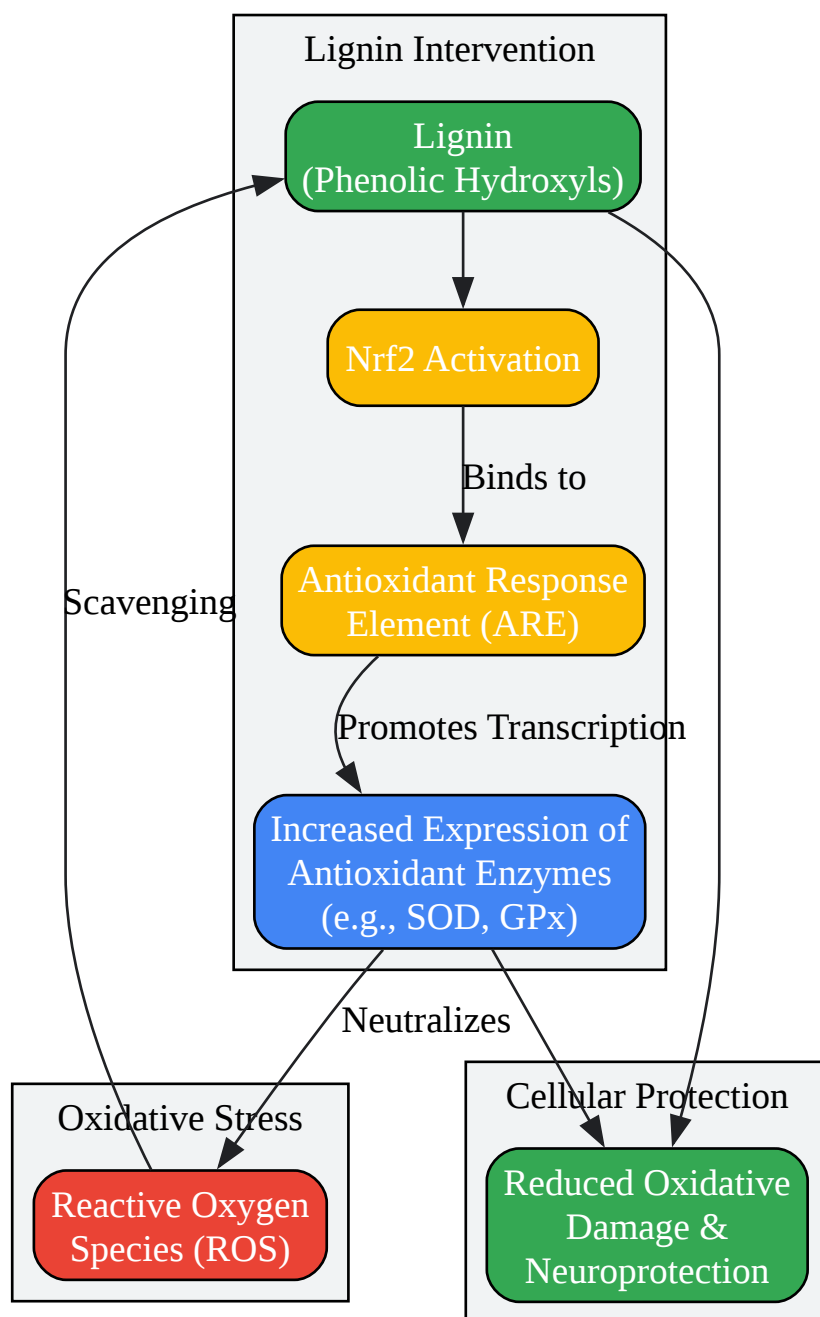 Lignin Intervention
Lignin
(Phenolic Hydroxyls)
Nrf2 Activation
Binds to
Antioxidant Response
Element (ARE)
Scavenging
Promotes Transcription
Increased Expression of
Antioxidant Enzymes
(e.g., SOD, GPx)
Neutralizes
Oxidative Stress
Reactive Oxygen
Species (ROS)
Cellular Protection
Reduced Oxidative
Damage &
Neuroprotection